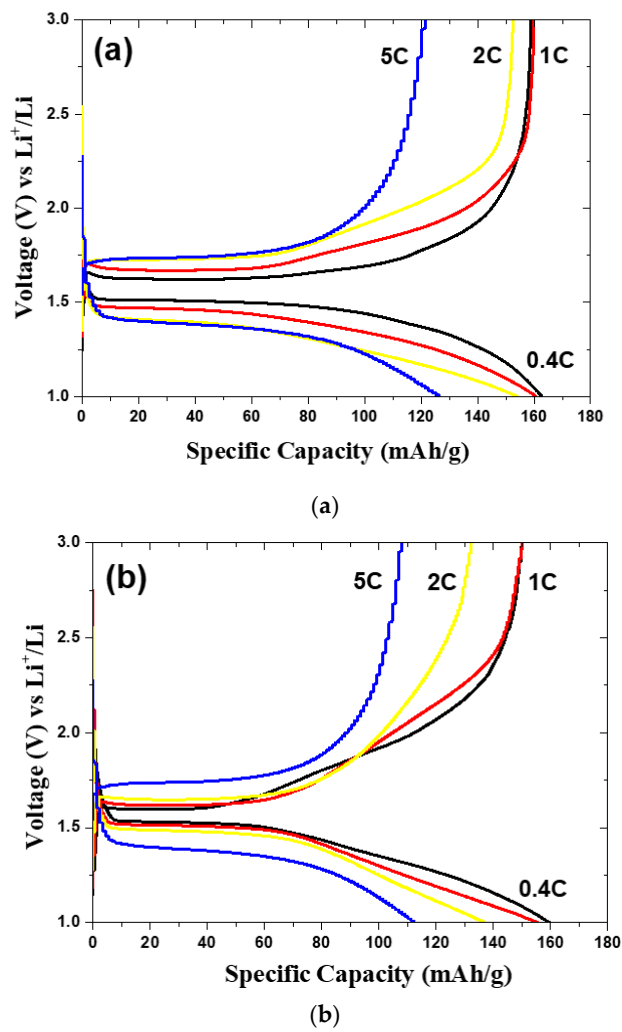 (a)
5C 2C 1C
0.4C
3.0
2.5
2.0
1.5
1.0
Voltage (V) vs Li⁺/Li
0 20 40 60 80 100 120 140 160 180
Specific Capacity (mAh/g)
(a)
(b)
5C 2C 1C
0.4C
3.0
2.5
2.0
1.5
1.0
Voltage (V) vs Li⁺/Li
0 20 40 60 80 100 120 140 160 180
Specific Capacity (mAh/g)
(b)